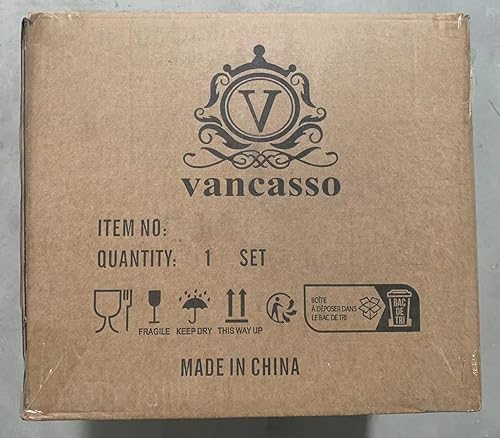 V
vancasso
ITEM NO:
QUANTITY: 1 SET
FRAGILE KEEP DRY THIS WAY UP
BOÎTE
À DÉPOSER DANS
LE BAC DE TRI
BAC
DE
TRI
MADE IN CHINA